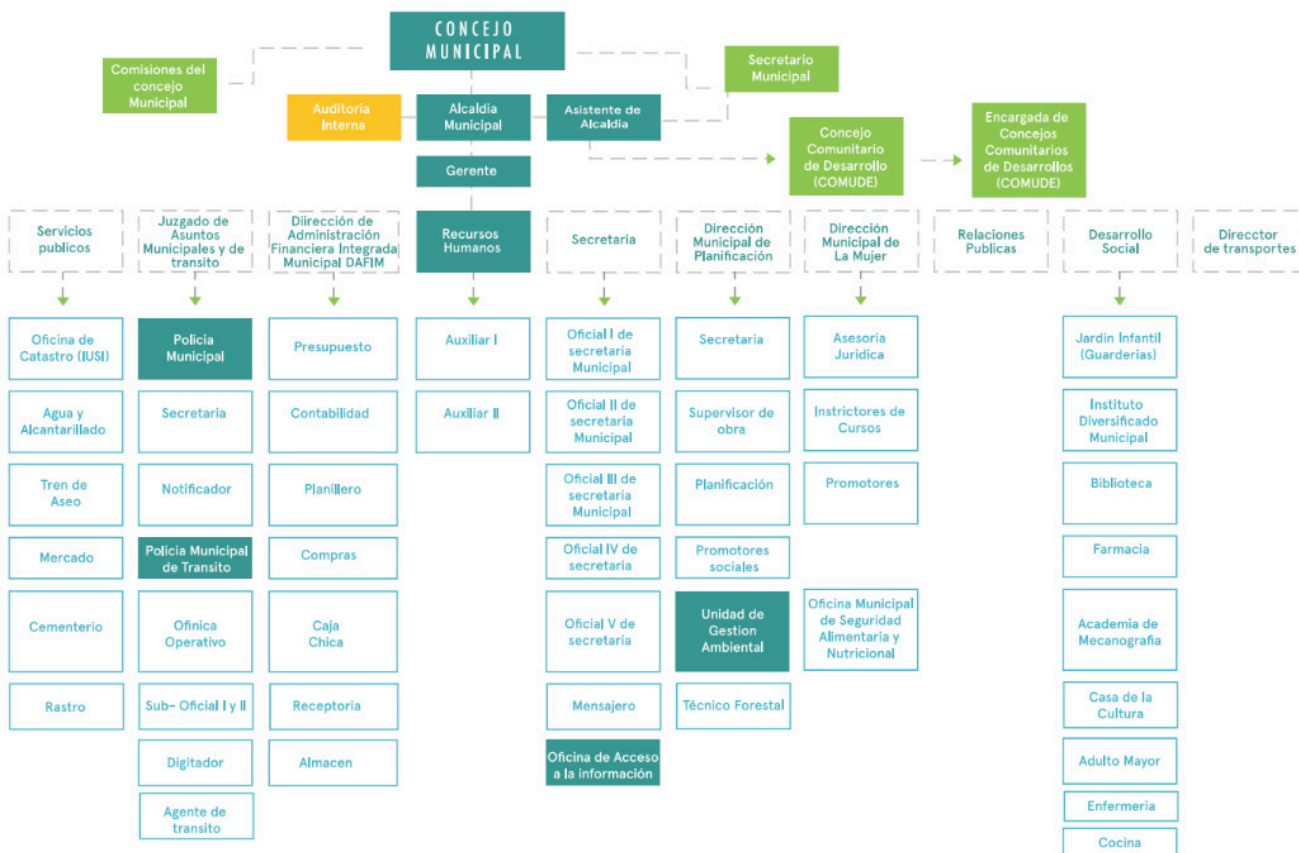 CONCEJO
MUNICIPAL
Comisiones del
concejo
Municipal
Secretario
Municipal
Auditoria
Interna
Alcaldia
Municipal
Asistente de
Alcaldia
Gerente
Concejo
Comunitario
de Desarrollo
(COMUDE)
Encargada de
Concejos
Comunitarios
de Desarrollos
(COMUDE)
Servicios
publicos
Juzgado de
Asuntos
Municipales y de
transito
Diirección de
Administración
Financiera Integrada
Municipal DAFIM
Recursos
Humanos
Secretaria
Dirección
Municipal de
Planificación
Dirección
Municipal de
La Mujer
Relaciones
Publicas
Desarrollo
Social
Direcctor
de transportes
Oficina de
Catastro (IUSI)
Agua y
Alcantarillado
Tren de
Aseo
Mercado
Cementerio
Rastro
Policia
Municipal
Secretaria
Notificador
Policia Municipal
de Transito
Ofinica
Operativo
Sub- Oficial I y II
Digitador
Agente de
transito
Presupuesto
Contabilidad
Planillero
Compras
Caja
Chica
Receptoria
Almacen
Auxiliar I
Auxiliar II
Oficial I de
secretaria
Municipal
Oficial II de
secretaria
Municipal
Oficial III de
secretaria
Municipal
Oficial IV de
secretaria
Oficial V de
secretaria
Mensajero
Oficina de Acceso
a la información
Secretaria
Supervisor de
obra
Planificación
Promotores
sociales
Unidad de
Gestion
Ambiental
Técnico Forestal
Asesoria
Juridica
Instrictores de
Cursos
Promotores
Oficina Municipal
de Seguridad
Alimentaria y
Nutricional
Jardin Infantil
(Guarderias)
Instituto
Diversificado
Municipal
Biblioteca
Farmacia
Academia de
Mecanografia
Casa de la
Cultura
Adulto Mayor
Enfermeria
Cocina